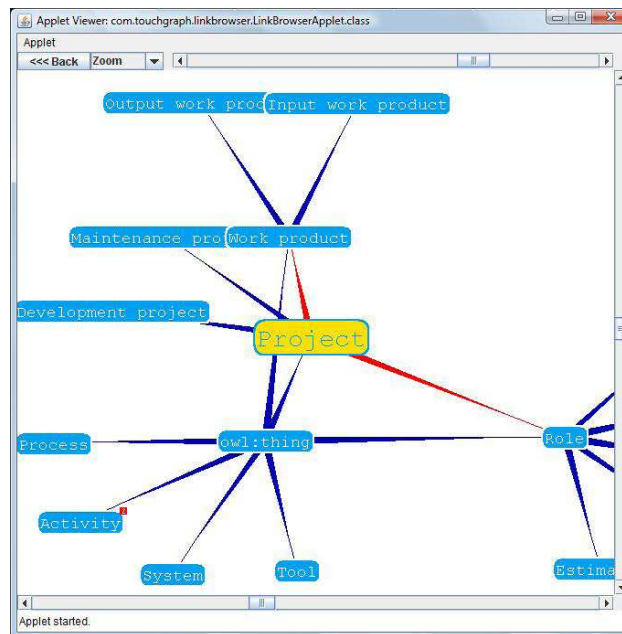 Applet Viewer: com.touchgraph.linkbrowser.LinkBrowserApplet.class
Applet
<<< Back Zoom
Output work prod Input work product
Maintenance pro Work product
Development project
Project
Process owl:thing Role
Activity
System Tool Estima
Applet started.